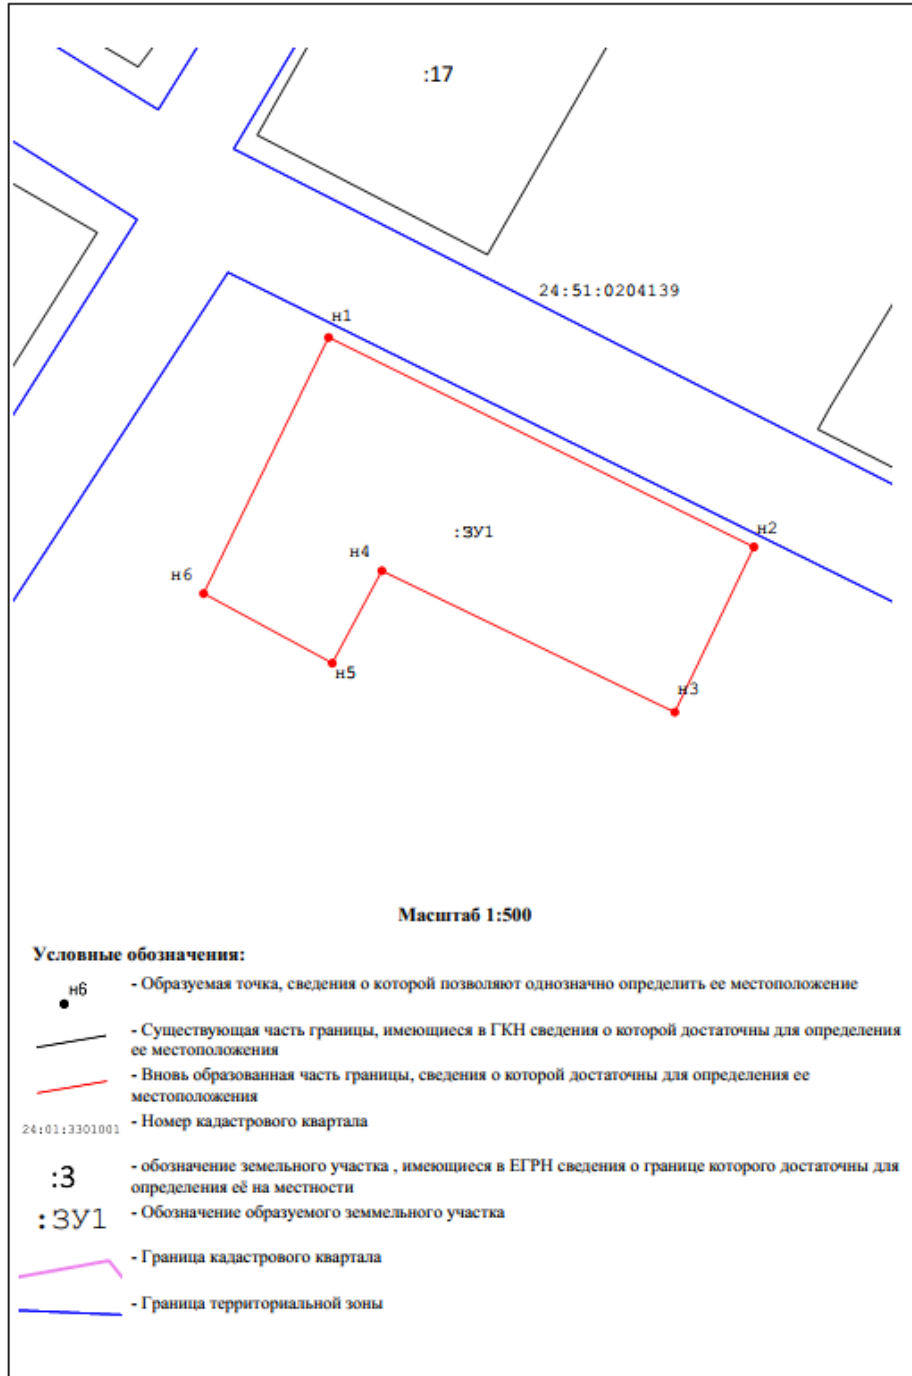 :17
24:51:0204139
н1
н2
:ЗУ1
н4
н6
н5
н3
Масштаб 1:500
Условные обозначения:
н6
- Образуемая точка, сведения о которой позволяют однозначно определить ее местоположение
- Существующая часть границы, имеющиеся в ГКН сведения о которой достаточны для определения
ее местоположения
- Вновь образованная часть границы, сведения о которой достаточны для определения ее
местоположения
24:01:3301001 - Номер кадастрового квартала
:3
- обозначение земельного участка , имеющиеся в ЕГРН сведения о границе которого достаточны для
определения её на местности
:ЗУ1 - Обозначение образуемогоземмельного участка
- Граница кадастрового квартала
- Граница территориальной зоны